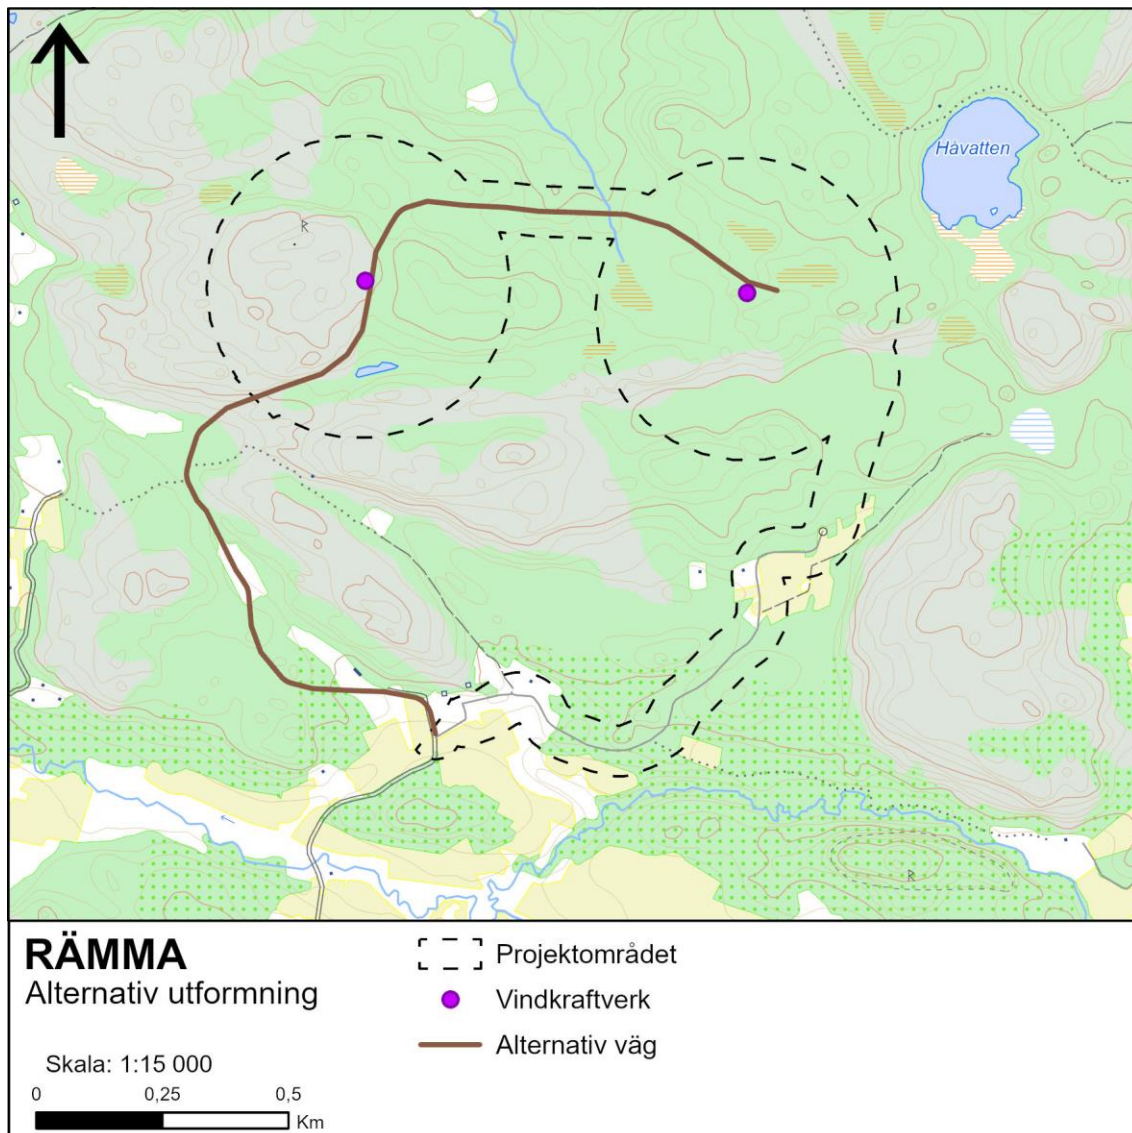 Håvatten
R
R
RÄMMA
Alternativ utformning
Skala: 1:15 000
0 0,25 0,5
Km
Projektområdet
Vindkraftverk
Alternativ väg